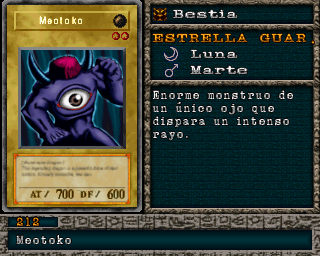 Meotoko
AT/ 700 DF/ 600
Bestia
ESTRELLA GUAR.
Luna
Marte
Enorme monstruo de
un único ojo que
dispara un intenso
rayo.
212
Meotoko